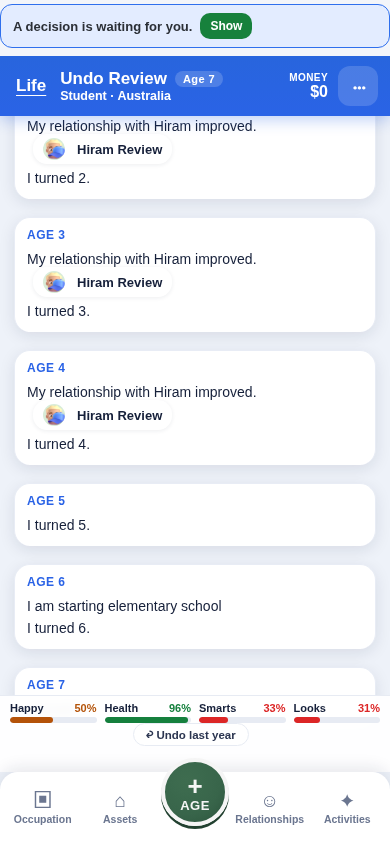 A decision is waiting for you. Show
Life
Undo Review Age 7
Student · Australia
MONEY
$0
My relationship with Hiram improved.
Hiram Review
I turned 2.
AGE 3
My relationship with Hiram improved.
Hiram Review
I turned 3.
AGE 4
My relationship with Hiram improved.
Hiram Review
I turned 4.
AGE 5
I turned 5.
AGE 6
I am starting elementary school
I turned 6.
AGE 7
Happy 50% Health 96% Smarts 33% Looks 31%
Undo last year
+
AGE
Occupation Assets Relationships Activities